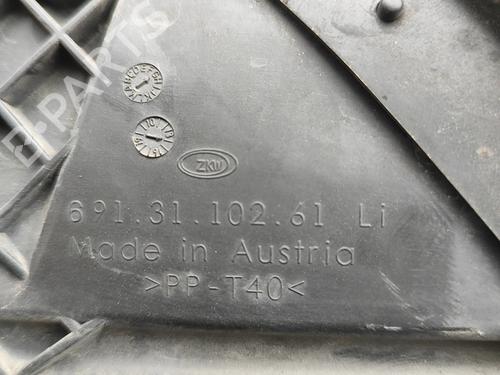 B-PARTS
ZKW
691.31.102.61 Li
Made in Austria
>PP-T40<